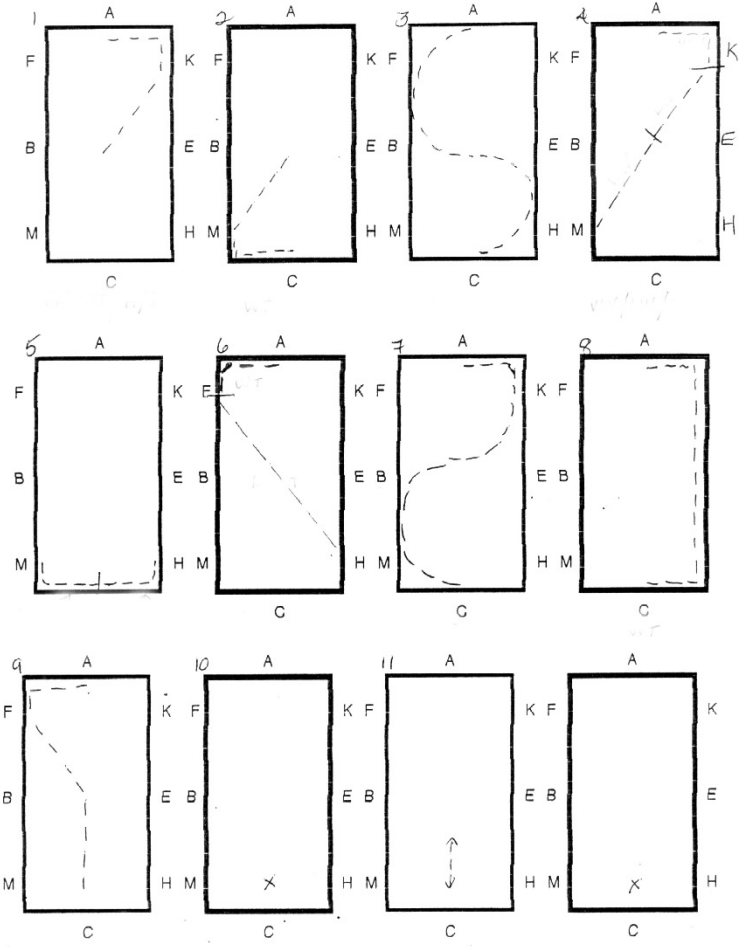 1 A 2 A 3 A 4 A
F K F K F K F K
B E B E B E B E
M H M H M H M H
C C C C
5 A 6 A 7 A 8 A
F K F K F K F
B E B E B E B
M H M H M H M
C C C
9 A 10 A 11 A A
F K F K F K F K
B E B E B E B E
M H M H M H M H
C C C C